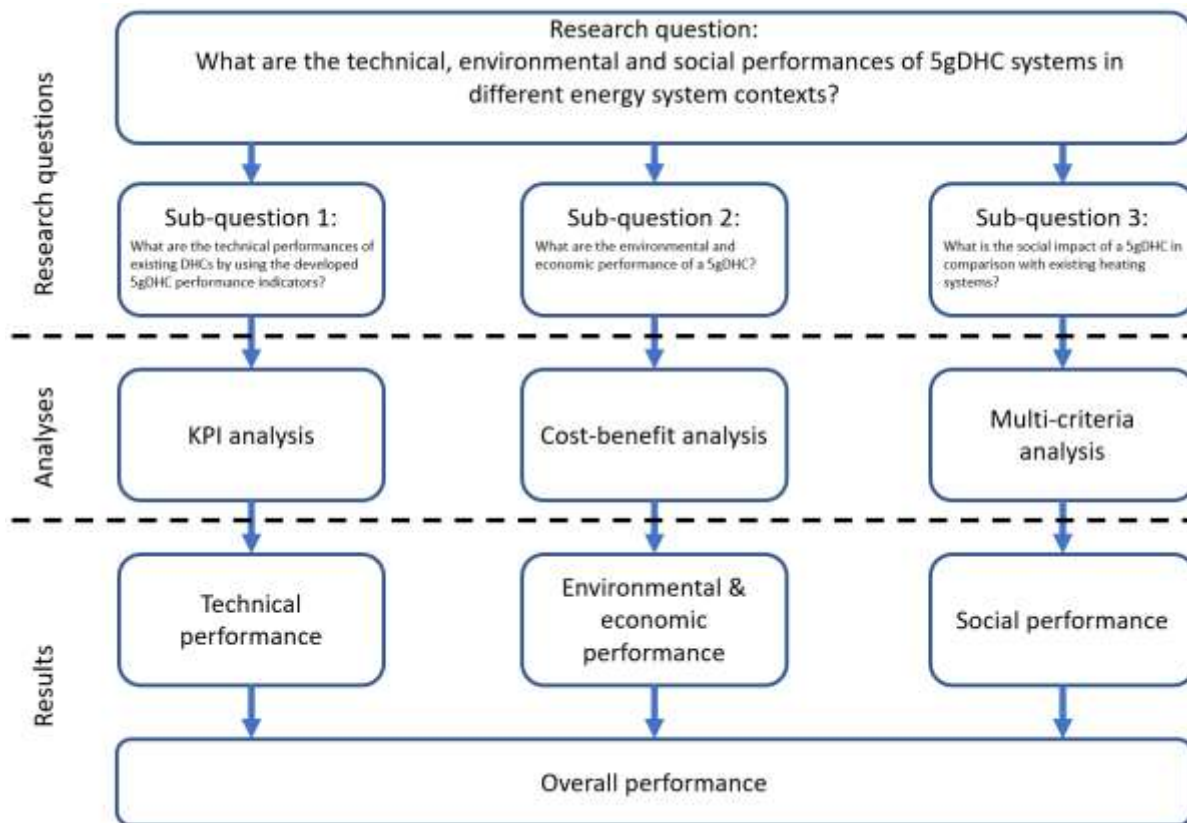 Research question:
What are the technical, environmental and social performances of 5gDHC systems in
different energy system contexts?
Research questions
Sub-question 1:
What are the technical performances of
existing DHCs by using the developed
5gDHC performance indicators?
Sub-question 2:
What are the environmental and
economic performance of a 5gDHC?
Sub-question 3:
What is the social impact of a 5gDHC in
comparison with existing heating
systems?
Analyses
KPI analysis
Cost-benefit analysis
Multi-criteria
analysis
Results
Technical
performance
Environmental &
economic
performance
Social performance
Overall performance